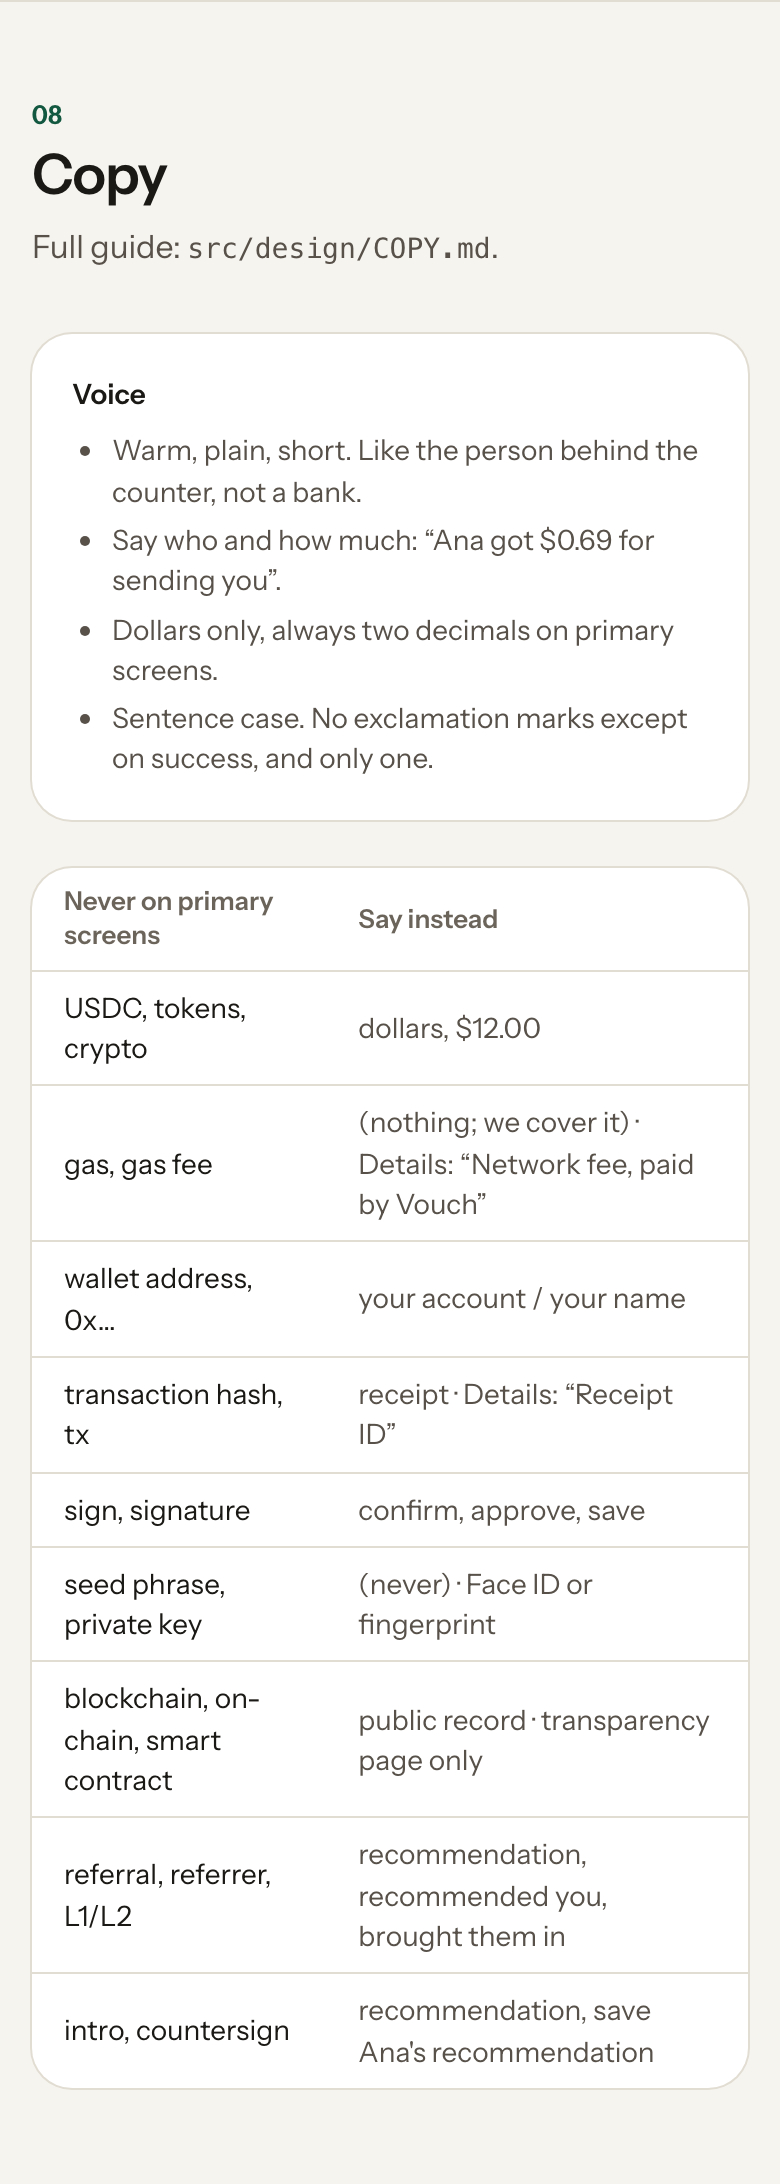 08
Copy
Full guide: src/design/COPY.md.
Voice
• Warm, plain, short. Like the person behind the
counter, not a bank.
• Say who and how much: “Ana got $0.69 for
sending you”.
• Dollars only, always two decimals on primary
screens.
• Sentence case. No exclamation marks except
on success, and only one.
Never on primary
screens
Say instead
USDC, tokens,
crypto
dollars, $12.00
gas, gas fee
(nothing; we cover it) ·
Details: “Network fee, paid
by Vouch”
wallet address,
0x…
your account / your name
transaction hash,
tx
receipt · Details: “Receipt
ID”
sign, signature
confirm, approve, save
seed phrase,
private key
(never) · Face ID or
fingerprint
blockchain, on-
chain, smart
contract
public record · transparency
page only
referral, referrer,
L1/L2
recommendation,
recommended you,
brought them in
intro, countersign
recommendation, save
Ana's recommendation